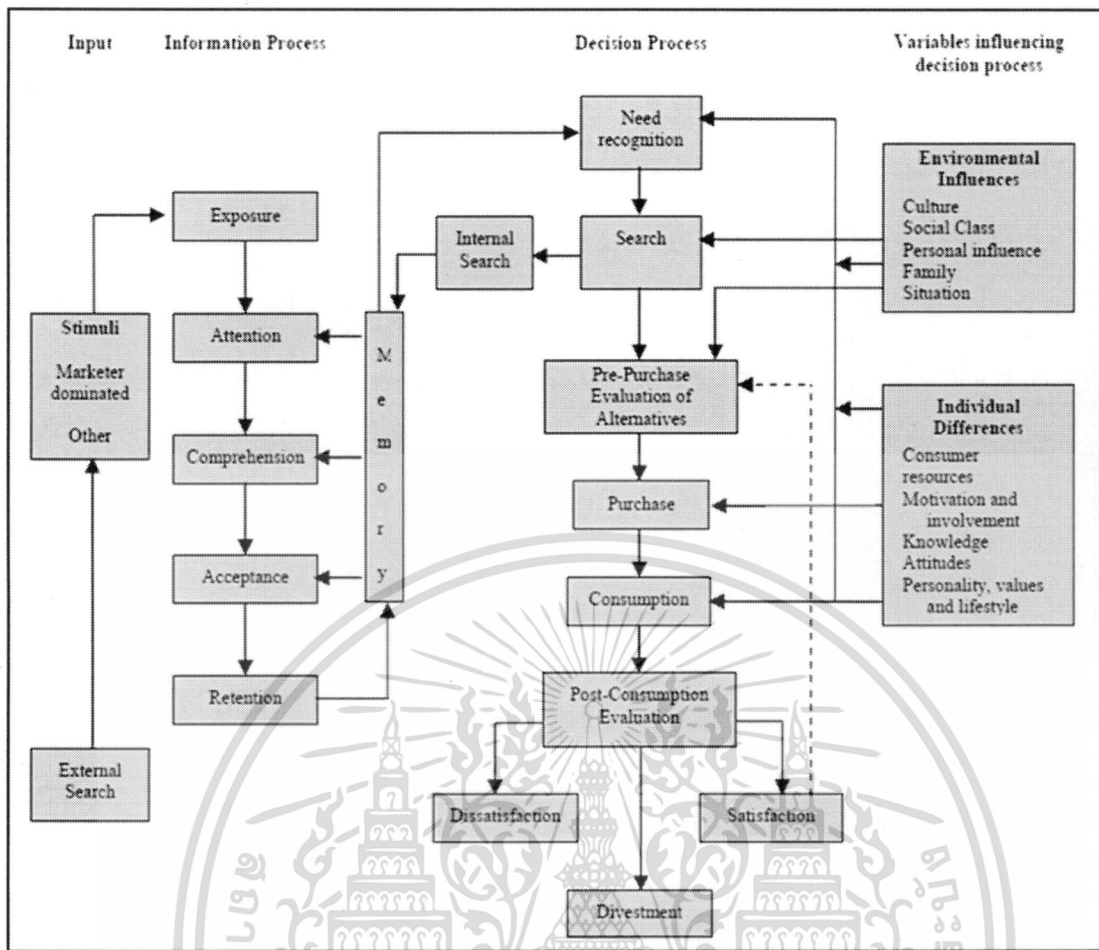 Input
Information Process
Decision Process
Variables influencing
decision process
Need
recognition
Exposure
Internal
Search
Search
Environmental
Influences
Culture
Social Class
Personal influence
Family
Situation
Stimuli
Marketer
dominated
Other
Attention
M
e
m
o
r
y
Pre-Purchase
Evaluation of
Alternatives
Individual
Differences
Consumer
resources
Motivation and
involvement
Knowledge
Attitudes
Personality, values
and lifestyle
Comprehension
Purchase
Acceptance
Consumption
Retention
Post-Consumption
Evaluation
External
Search
Dissatisfaction
Satisfaction
Divestment